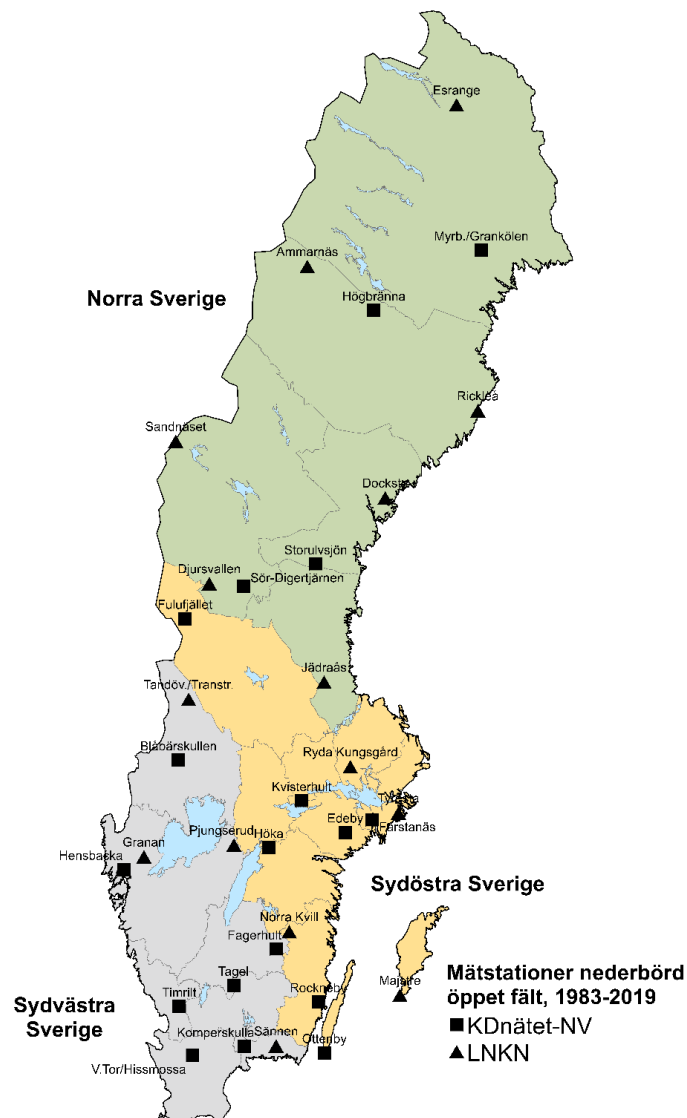 Esrange
Myrb./Grankölen
Ammarnäs
Högbränna
Norra Sverige
Rickleå
Sandnäset
Docksta
Storulvsjön
Djursvallen
Sör-Digertjärnen
Fulufjället
Jädraås
Tandöv./Transtr.
Blåbärskullen
Ryda Kungsgård
Kvisterhult
Edeby
Farstanäs
Pjungserud
Höka
Granan
Hensbacka
Sydöstra Sverige
Norra Kvill
Fagerhult
Tagel
Rockneby
Timrilt
Sydvästra
Sverige
Komperskulla
Sännen
Ottenby
V.Tor/Hissmossa
Mätstationer nederbörd
öppet fält, 1983-2019
KDnätet-NV
LNKN